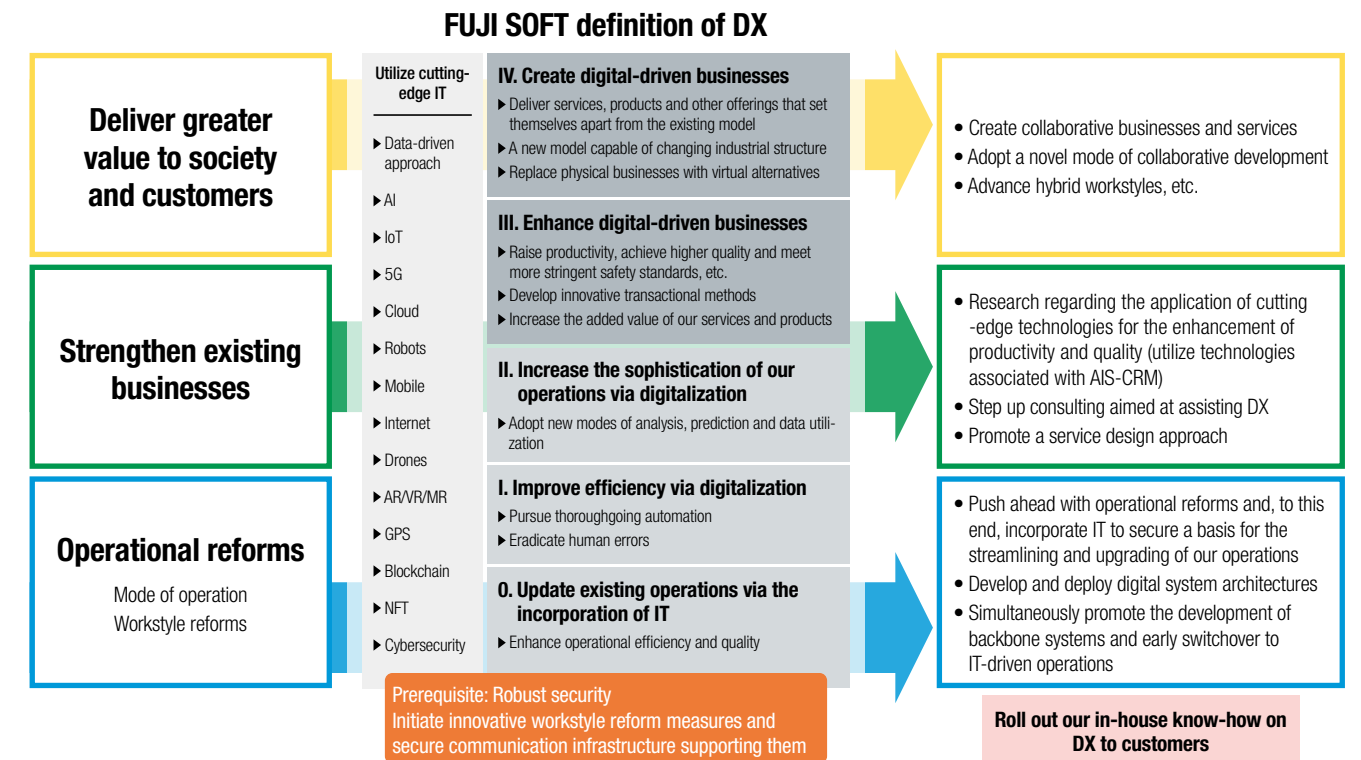 FUJI SOFT definition of DX
Deliver greater
value to society
and customers
Strengthen existing
businesses
Operational reforms
Mode of operation
Workstyle reforms
Utilize cutting-
edge IT
▶ Data-driven
approach
▶ AI
▶ IoT
▶ 5G
▶ Cloud
▶ Robots
▶ Mobile
▶ Internet
▶ Drones
▶ AR/VR/MR
▶ GPS
▶ Blockchain
▶ NFT
▶ Cybersecurity
IV. Create digital-driven businesses
▶ Deliver services, products and other offerings that set
themselves apart from the existing model
▶ A new model capable of changing industrial structure
▶ Replace physical businesses with virtual alternatives
III. Enhance digital-driven businesses
▶ Raise productivity, achieve higher quality and meet
more stringent safety standards, etc.
▶ Develop innovative transactional methods
▶ Increase the added value of our services and products
II. Increase the sophistication of our
operations via digitalization
▶ Adopt new modes of analysis, prediction and data utili-
zation
I. Improve efficiency via digitalization
▶ Pursue thoroughgoing automation
▶ Eradicate human errors
0. Update existing operations via the
incorporation of IT
▶ Enhance operational efficiency and quality
Prerequisite: Robust security
Initiate innovative workstyle reform measures and
secure communication infrastructure supporting them
• Create collaborative businesses and services
• Adopt a novel mode of collaborative development
• Advance hybrid workstyles, etc.
• Research regarding the application of cutting
-edge technologies for the enhancement of
productivity and quality (utilize technologies
associated with AIS-CRM)
• Step up consulting aimed at assisting DX
• Promote a service design approach
• Push ahead with operational reforms and, to this
end, incorporate IT to secure a basis for the
streamlining and upgrading of our operations
• Develop and deploy digital system architectures
• Simultaneously promote the development of
backbone systems and early switchover to
IT-driven operations
Roll out our in-house know-how on
DX to customers